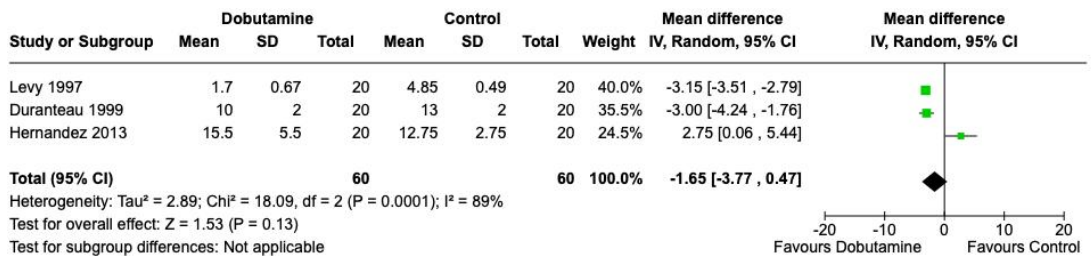 Dobutamine Control Mean difference Mean difference
Study or Subgroup Mean SD Total Mean SD Total Weight IV, Random, 95% CI IV, Random, 95% CI
Levy 1997 1.7 0.67 20 4.85 0.49 20 40.0% -3.15 [-3.51 , -2.79]
Duranteau 1999 10 2 20 13 2 20 35.5% -3.00 [-4.24 , -1.76]
Hernandez 2013 15.5 5.5 20 12.75 2.75 20 24.5% 2.75 [0.06 , 5.44]
Total (95% CI) 60 60 100.0% -1.65 [-3.77 , 0.47]
Heterogeneity: Tau² = 2.89; Chi² = 18.09, df = 2 (P = 0.0001); I² = 89%
Test for overall effect: Z = 1.53 (P = 0.13)
Test for subgroup differences: Not applicable
-20 -10 0 10 20
Favours Dobutamine Favours Control